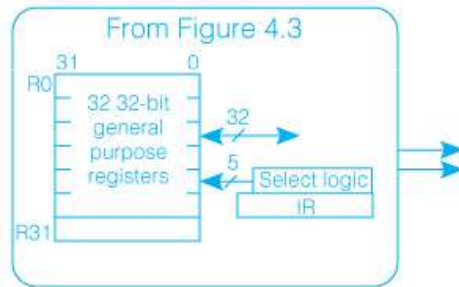 From Figure 4.3
31 0
R0
32 32-bit
general
purpose
registers
32
5
Select logic
IR
R31